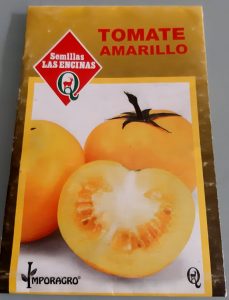 TOMATE
AMARILLO
Semillas
LAS ENCINAS
Q
IMPORAGRO®
Q